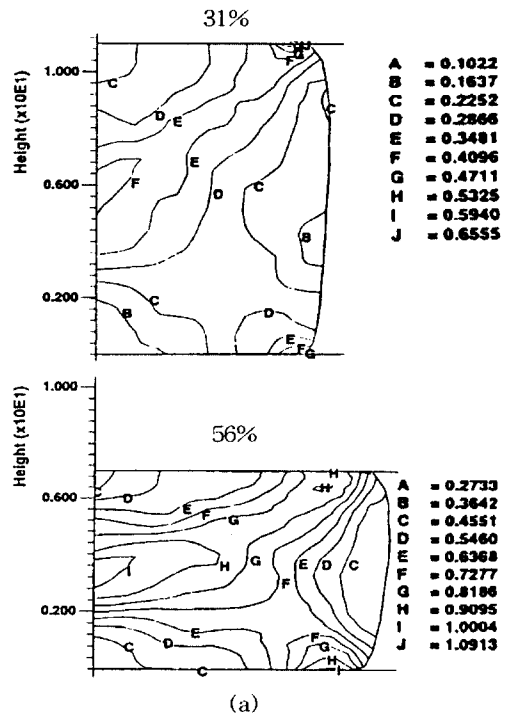 31%
Height (x10E1)
1.000
0.600
0.200
C
D
E
F
E
D
C
C
B
B
C
D
E
F
G
F
G
H
A = 0.1022
B = 0.1637
C = 0.2252
D = 0.2866
E = 0.3481
F = 0.4096
G = 0.4711
H = 0.5325
I = 0.5940
J = 0.6555
56%
Height (x10E1)
1.000
0.600
0.200
C
D
E
F
G
H
H
I
H
G
F
E
D
C
C
D
E
C
F
G
H
A = 0.2733
B = 0.3642
C = 0.4551
D = 0.5460
E = 0.6368
F = 0.7277
G = 0.8186
H = 0.9095
I = 1.0004
J = 1.0913
(a)